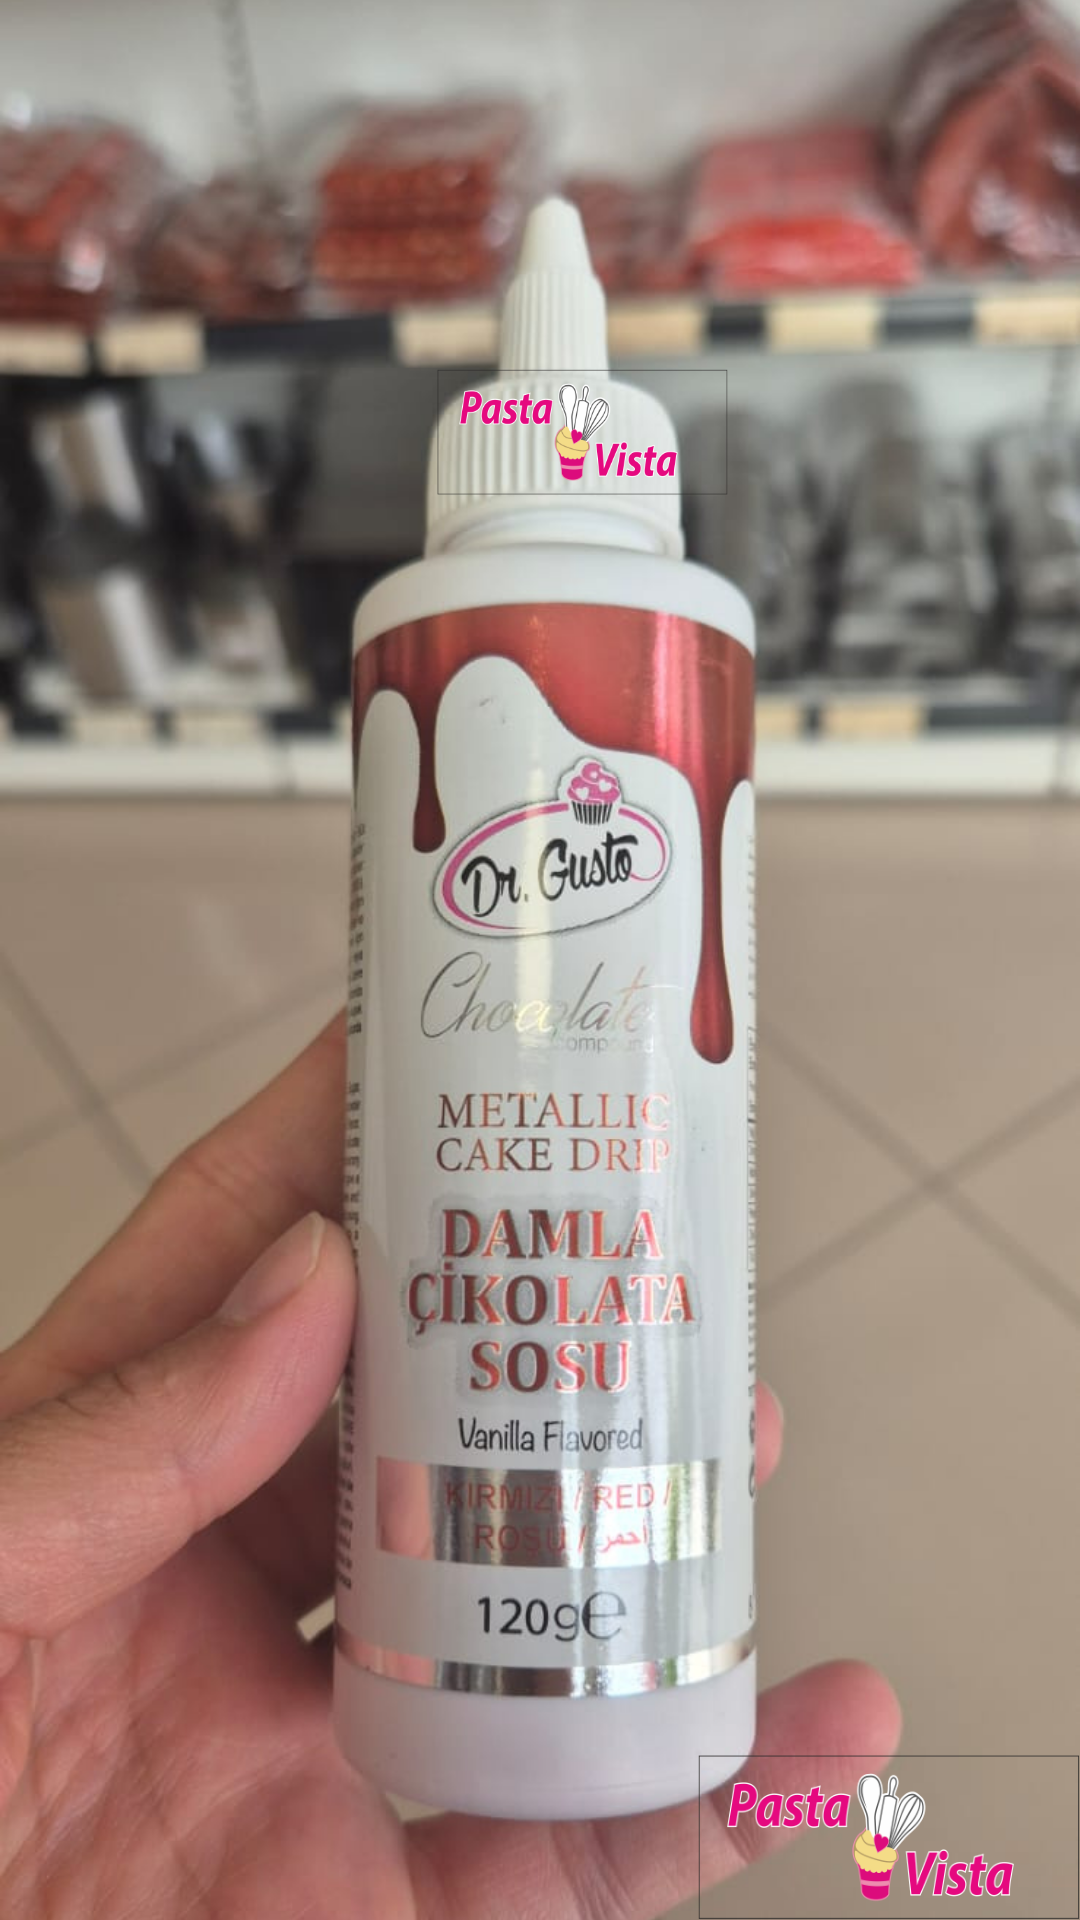 Pasta
Vista
Dr. Gusto
Chocolate
compound
METALLIC
CAKE DRIP
DAMLA
ÇİKOLATA
SOSU
Vanilla Flavored
KIRMIZI / RED /
ROŞU / أحمر
120g℮
Pasta
Vista